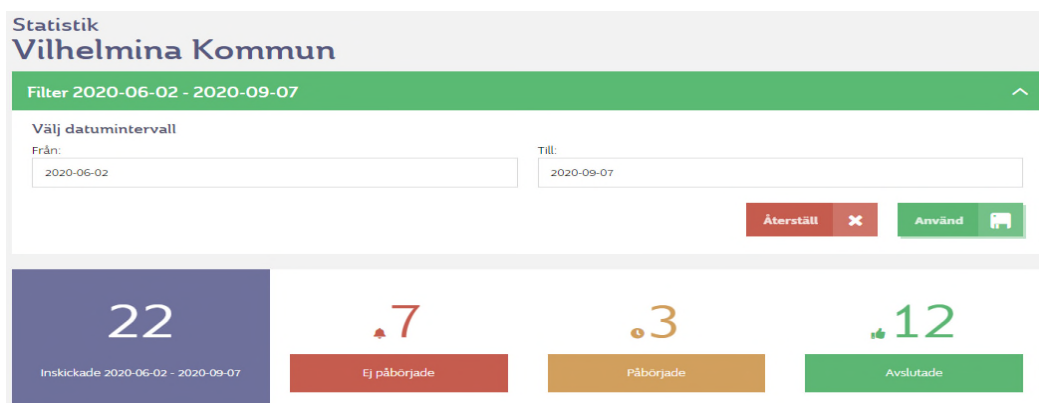 Statistik
Vilhelmina Kommun
Filter 2020-06-02 - 2020-09-07
Välj datumintervall
Från:
Till:
2020-06-02
2020-09-07
Återställ
Använd
22
7
3
12
Inskickade 2020-06-02 - 2020-09-07
Ej påbörjade
Påbörjade
Avslutade